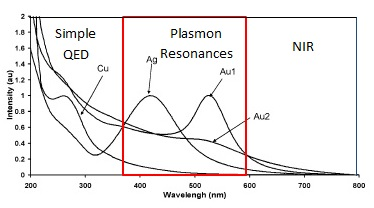 Simple
QED
Plasmon
Resonances
NIR
Cu
Ag
Au1
Au2
Intensity (au)
2
1.8
1.6
1.4
1.2
1
0.8
0.6
0.4
0.2
0
200 300 400 500 600 700 800
Wavelengh (nm)